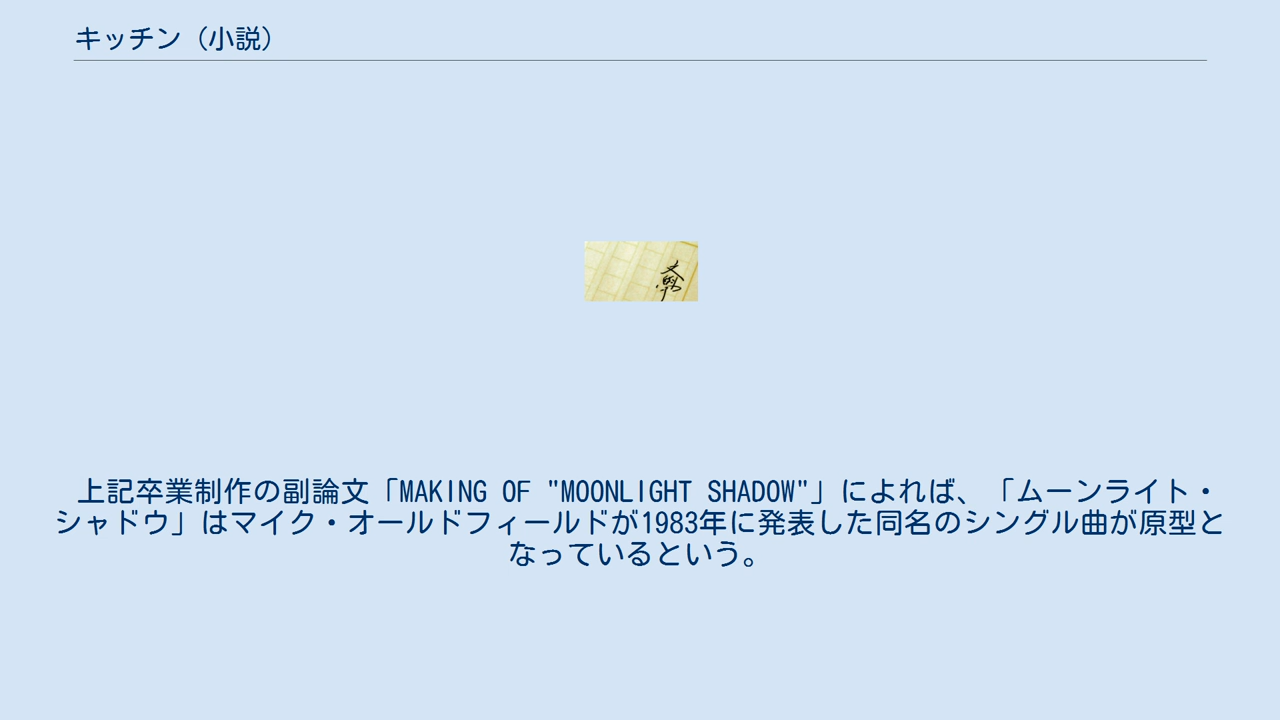 キッチン（小説）
上記卒業制作の副論文「MAKING OF "MOONLIGHT SHADOW"」によれば、「ムーンライト・
シャドウ」はマイク・オールドフィールドが1983年に発表した同名のシングル曲が原型と
なっているという。